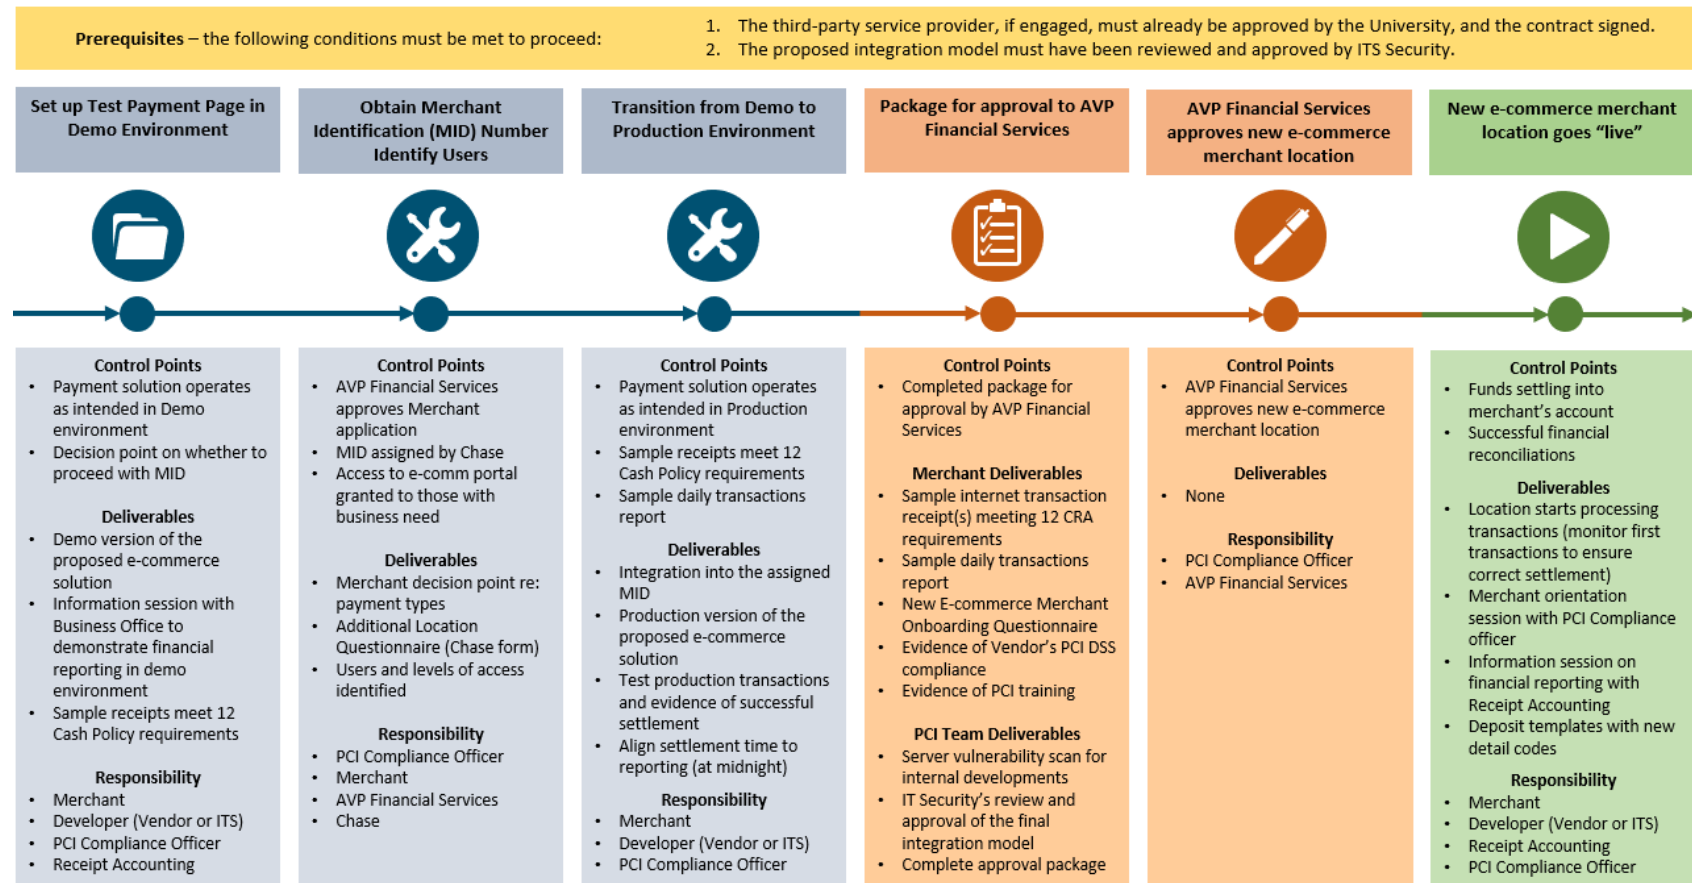 Prerequisites – the following conditions must be met to proceed:
1. The third-party service provider, if engaged, must already be approved by the University, and the contract signed.
2. The proposed integration model must have been reviewed and approved by ITS Security.
Set up Test Payment Page in
Demo Environment
Obtain Merchant
Identification (MID) Number
Identify Users
Transition from Demo to
Production Environment
Package for approval to AVP
Financial Services
AVP Financial Services
approves new e-commerce
merchant location
New e-commerce merchant
location goes “live”
Control Points
• Payment solution operates
as intended in Demo
environment
• Decision point on whether to
proceed with MID
Deliverables
• Demo version of the
proposed e-commerce
solution
• Information session with
Business Office to
demonstrate financial
reporting in demo
environment
• Sample receipts meet 12
Cash Policy requirements
Responsibility
• Merchant
• Developer (Vendor or ITS)
• PCI Compliance Officer
• Receipt Accounting
Control Points
• AVP Financial Services
approves Merchant
application
• MID assigned by Chase
• Access to e-comm portal
granted to those with
business need
Deliverables
• Merchant decision point re:
payment types
• Additional Location
Questionnaire (Chase form)
• Users and levels of access
identified
Responsibility
• PCI Compliance Officer
• Merchant
• AVP Financial Services
• Chase
Control Points
• Payment solution operates
as intended in Production
environment
• Sample receipts meet 12
Cash Policy requirements
• Sample daily transactions
report
Deliverables
• Integration into the assigned
MID
• Production version of the
proposed e-commerce
solution
• Test production transactions
and evidence of successful
settlement
• Align settlement time to
reporting (at midnight)
Responsibility
• Merchant
• Developer (Vendor or ITS)
• PCI Compliance Officer
Control Points
• Completed package for
approval by AVP Financial
Services
Merchant Deliverables
• Sample internet transaction
receipt(s) meeting 12 CRA
requirements
• Sample daily transactions
report
• New E-commerce Merchant
Onboarding Questionnaire
• Evidence of Vendor’s PCI DSS
compliance
• Evidence of PCI training
PCI Team Deliverables
• Server vulnerability scan for
internal developments
• IT Security’s review and
approval of the final
integration model
• Complete approval package
Control Points
• AVP Financial Services
approves new e-commerce
merchant location
Deliverables
• None
Responsibility
• PCI Compliance Officer
• AVP Financial Services
Control Points
• Funds settling into
merchant’s account
• Successful financial
reconciliations
Deliverables
• Location starts processing
transactions (monitor first
transactions to ensure
correct settlement)
• Merchant orientation
session with PCI Compliance
officer
• Information session on
financial reporting with
Receipt Accounting
• Deposit templates with new
detail codes
Responsibility
• Merchant
• Developer (Vendor or ITS)
• Receipt Accounting
• PCI Compliance Officer